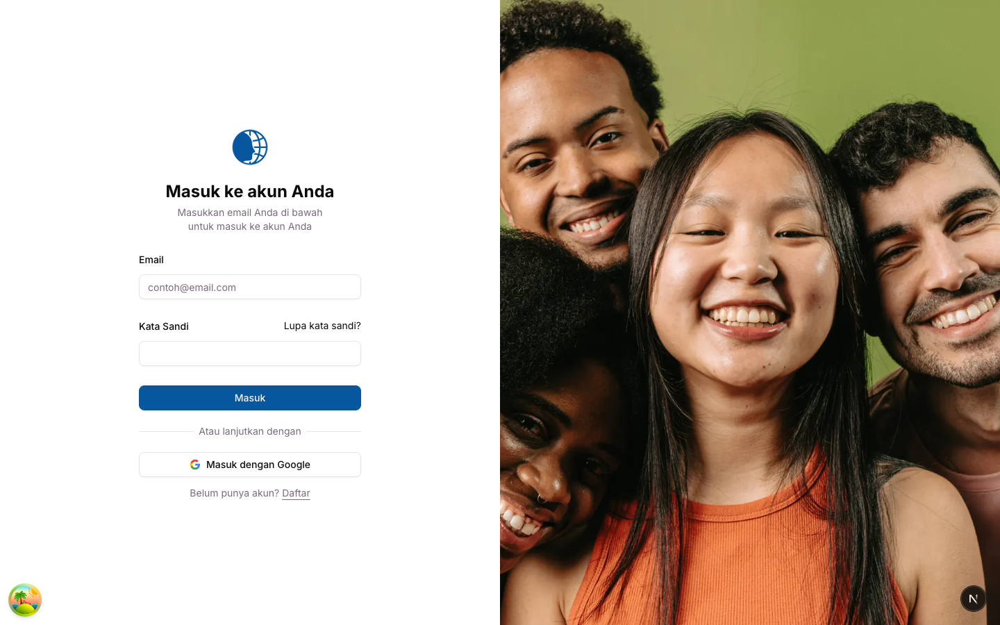 Masuk ke akun Anda
Masukkan email Anda di bawah
untuk masuk ke akun Anda
Email
contoh@email.com
Kata Sandi
Lupa kata sandi?
Masuk
Atau lanjutkan dengan
Masuk dengan Google
Belum punya akun? Daftar
N